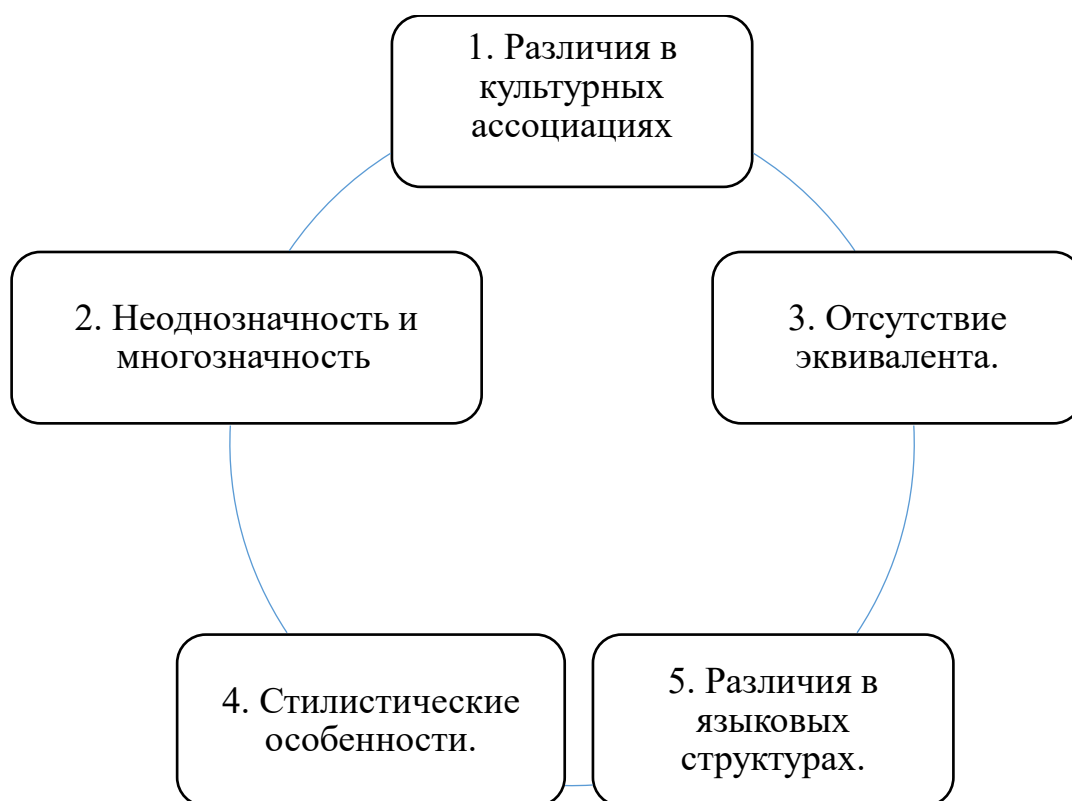 1. Различия в
культурных
ассоциациях
2. Неоднозначность и
многозначность
3. Отсутствие
эквивалента.
4. Стилистические
особенности.
5. Различия в
языковых
структурах.